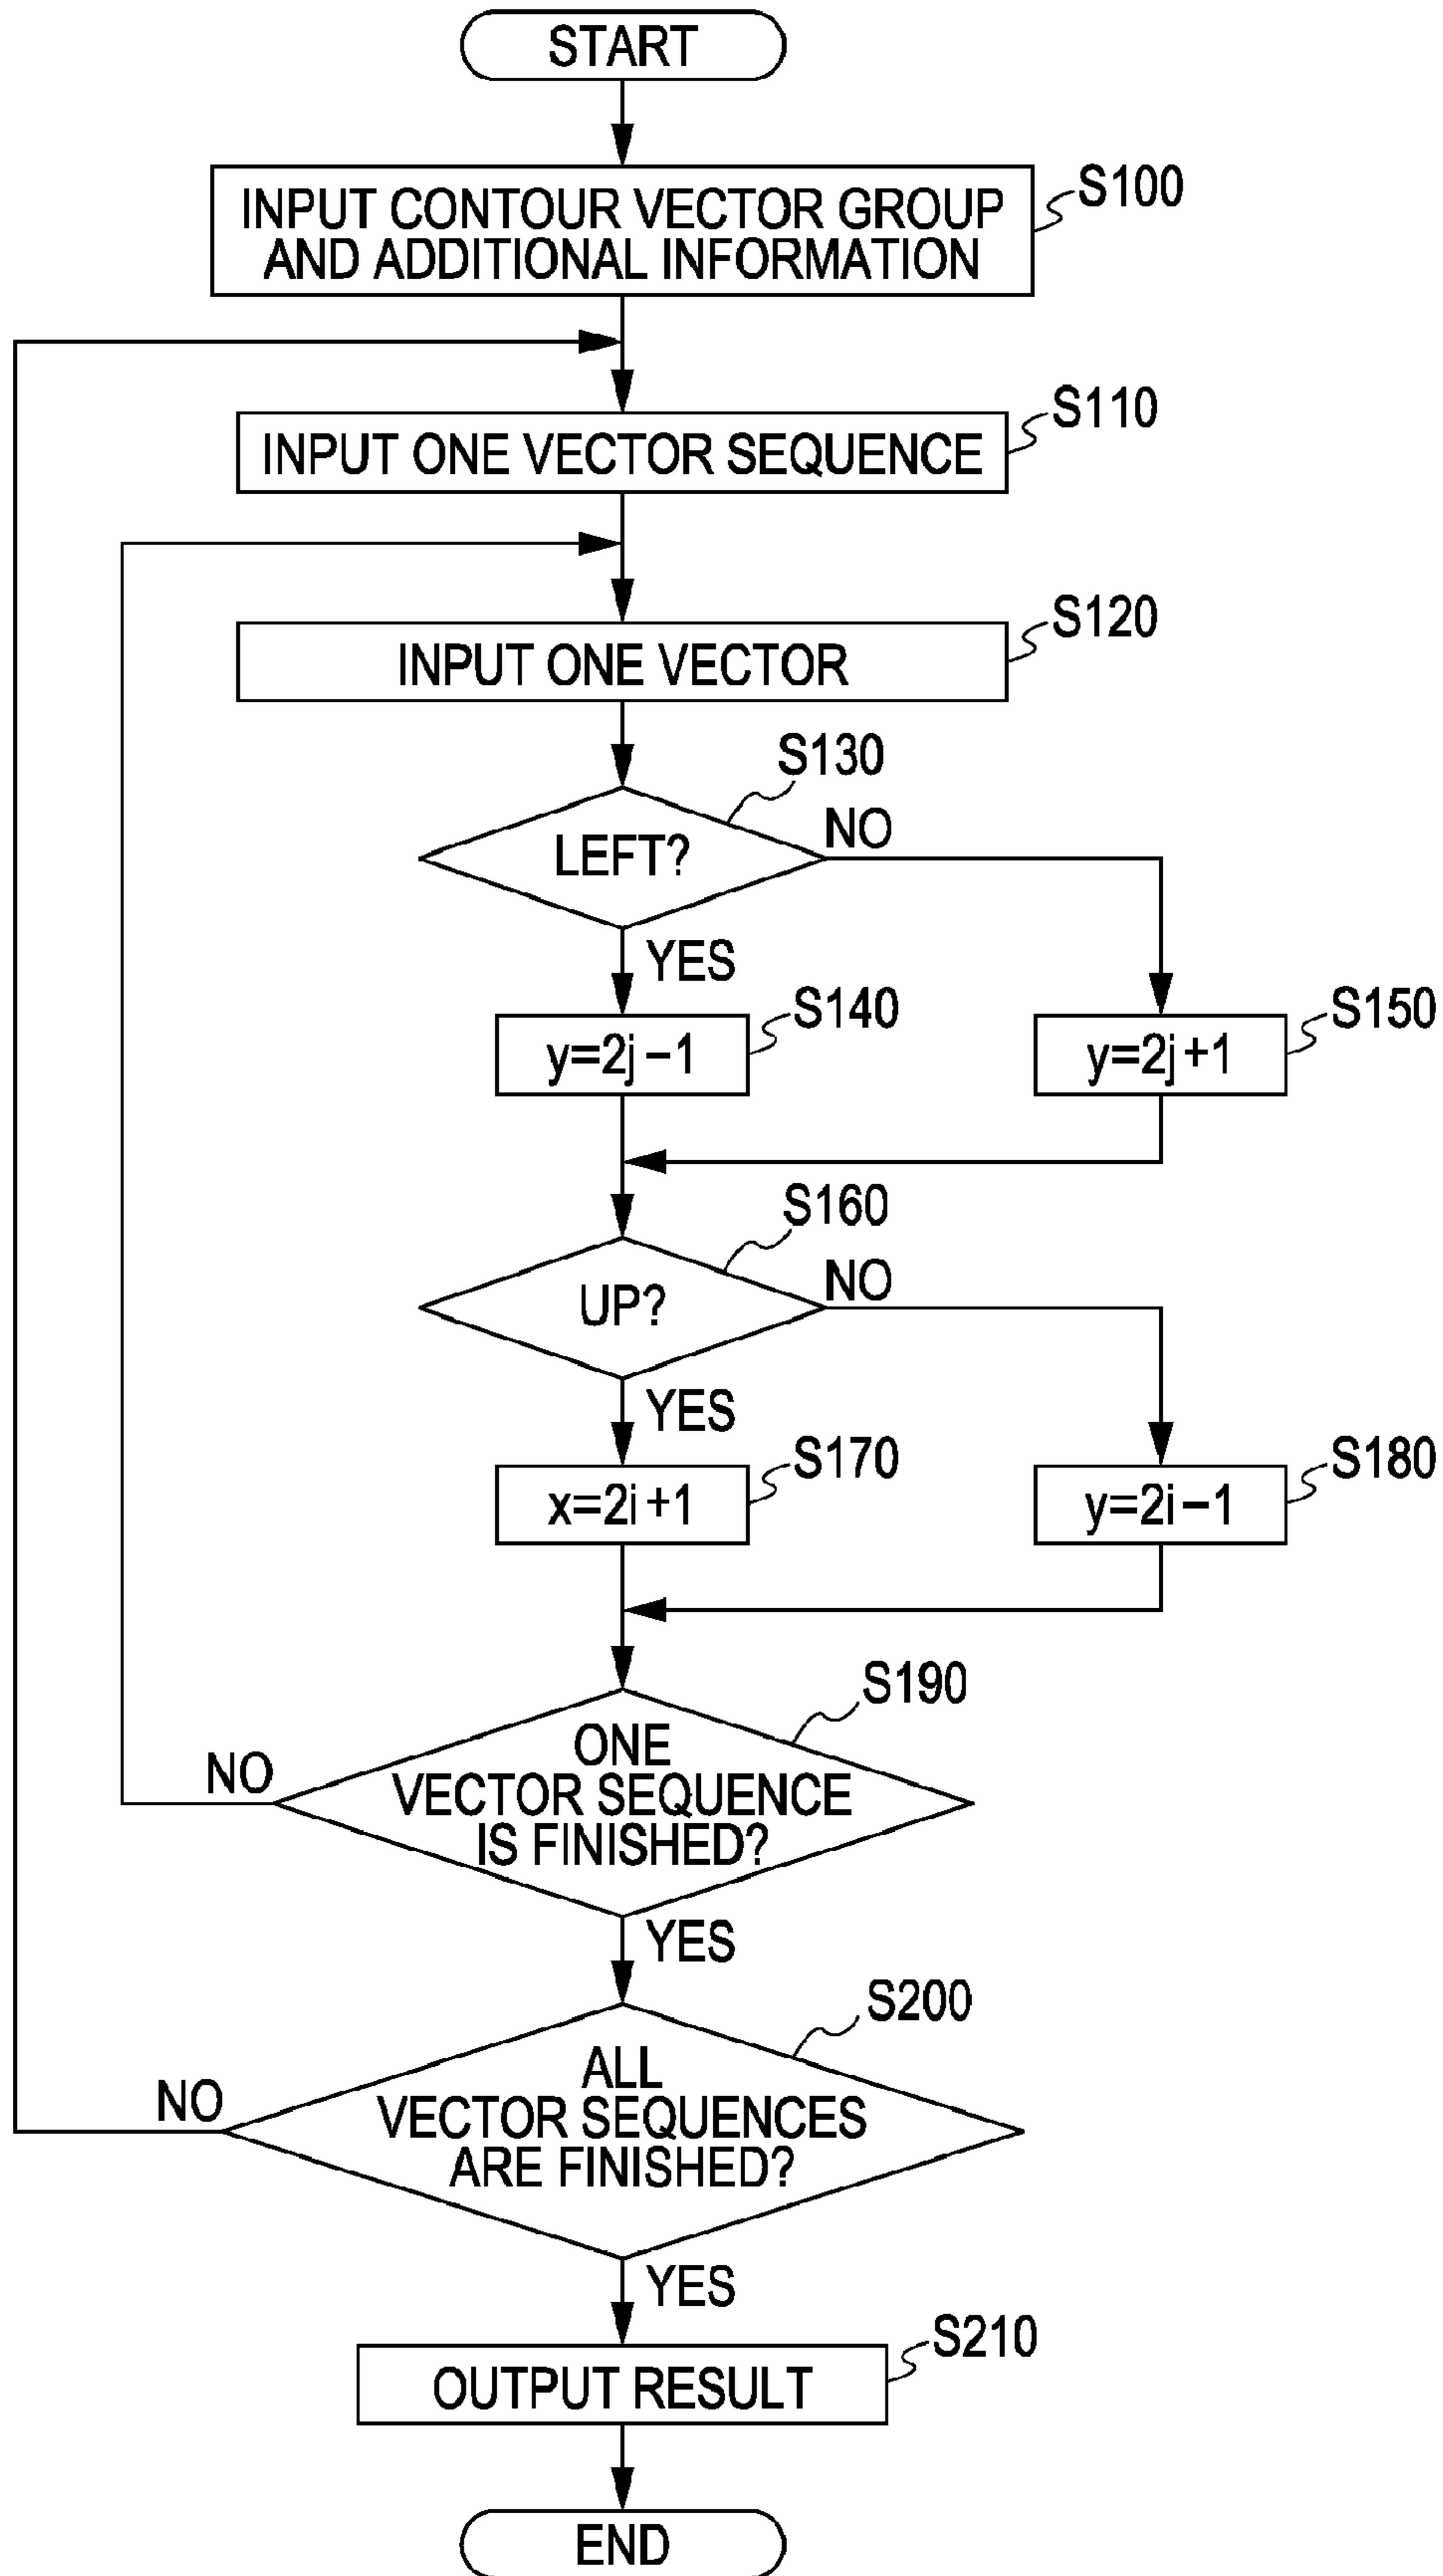 START
INPUT CONTOUR VECTOR GROUP
AND ADDITIONAL INFORMATION
S100
INPUT ONE VECTOR SEQUENCE
S110
INPUT ONE VECTOR
S120
S130
LEFT?
NO
YES
y=2j−1
S140
y=2j+1
S150
S160
UP?
NO
YES
x=2i+1
S170
y=2i−1
S180
S190
ONE
VECTOR SEQUENCE
IS FINISHED?
NO
YES
S200
ALL
VECTOR SEQUENCES
ARE FINISHED?
NO
YES
OUTPUT RESULT
S210
END